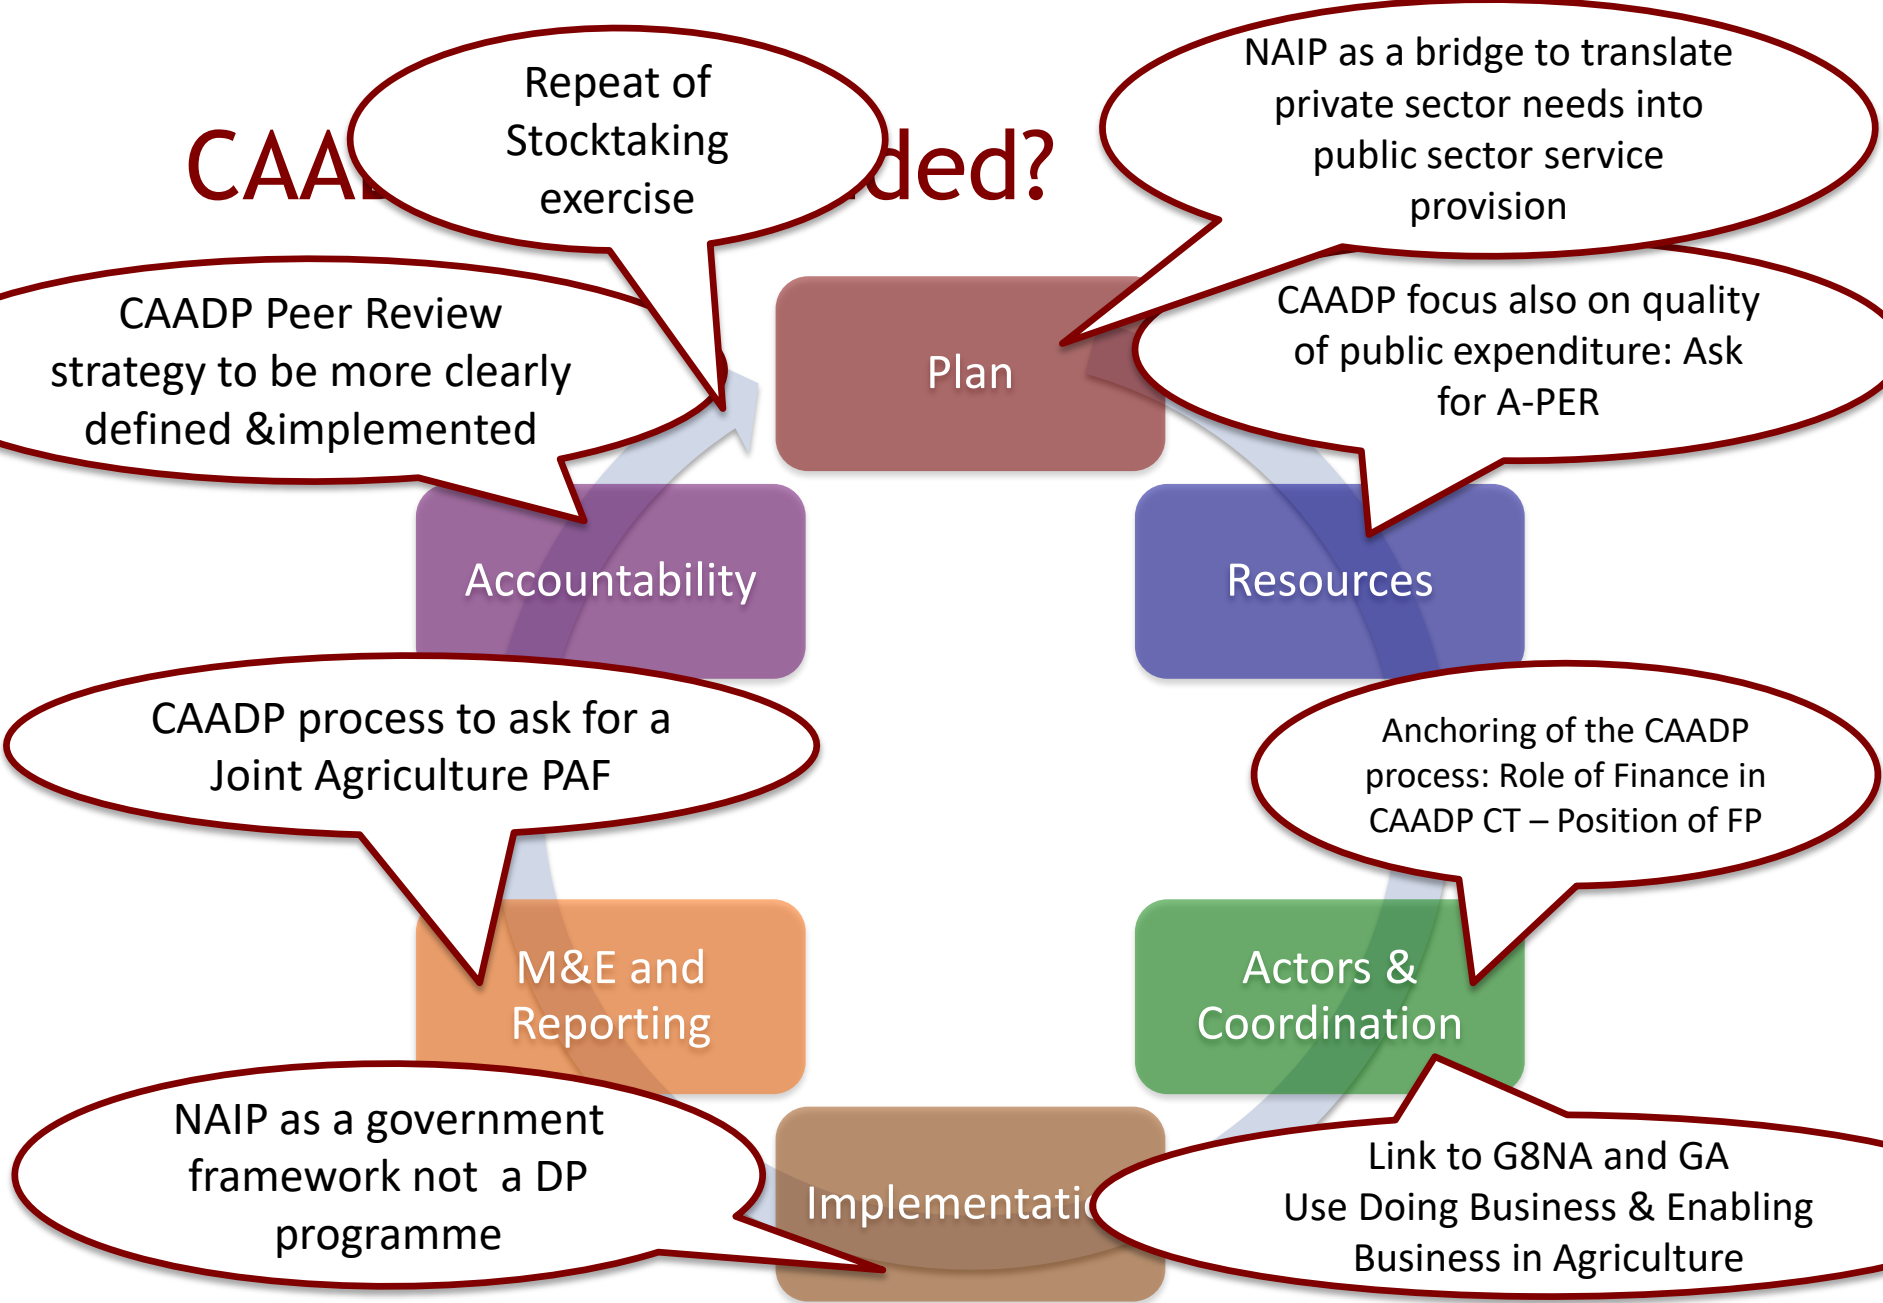 Repeat of
Stocktaking
exercise
NAIP as a bridge to translate
private sector needs into
public sector service
provision
CAADP Peer Review
strategy to be more clearly
defined &implemented
Plan
CAADP focus also on quality
of public expenditure: Ask
for A-PER
Accountability
Resources
CAADP process to ask for a
Joint Agriculture PAF
Anchoring of the CAADP
process: Role of Finance in
CAADP CT – Position of FP
M&E and
Reporting
Actors &
Coordination
NAIP as a government
framework not  a DP
programme
Link to G8NA and GA
Use Doing Business & Enabling
Business in Agriculture